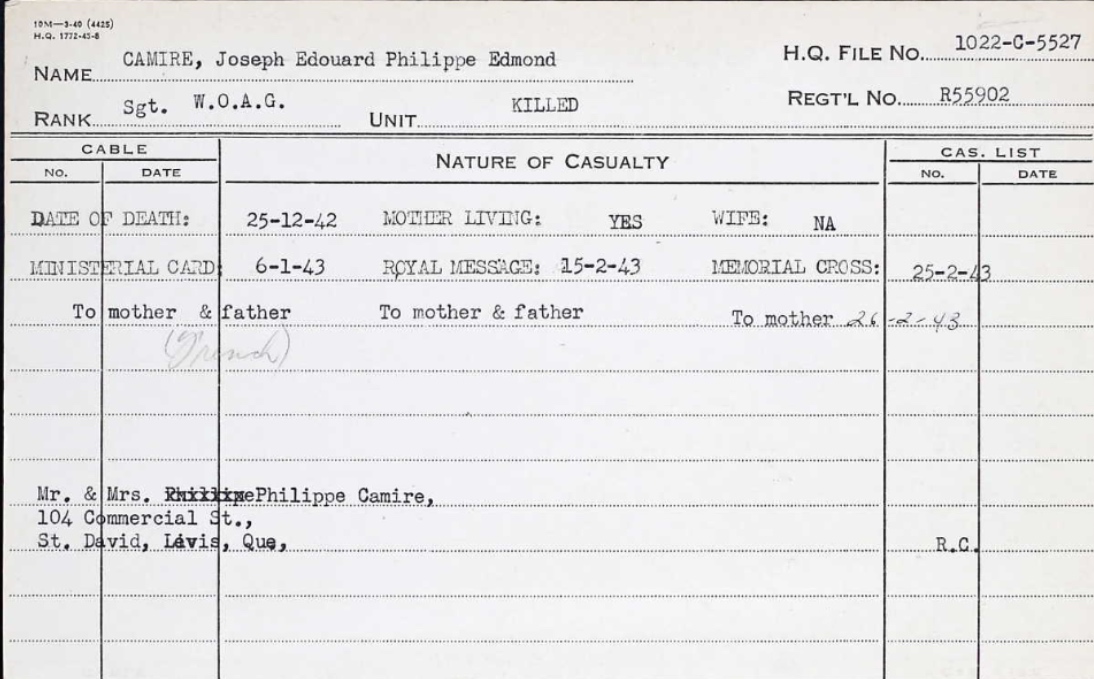 10M—3-40 (4425)
H.Q. 1772-45-8
NAME CAMIRE, Joseph Edouard Philippe Edmond H.Q. FILE NO. 1022-C-5527
RANK Sgt. W.O.A.G. UNIT KILLED REGT'L NO. R55902
CABLE NATURE OF CASUALTY CAS. LIST
NO. DATE NO. DATE
DATE OF DEATH: 25-12-42 MOTHER LIVING: YES WIFE: NA
MINISTERIAL CARD 6-1-43 ROYAL MESSAGE: 15-2-43 MEMORIAL CROSS: 25-2-43
To mother & father To mother & father To mother 26-2-43
(French)
Mr. & Mrs. Philippe Camire,
104 Commercial St.,
St. David, Levis, Que,
R.C.